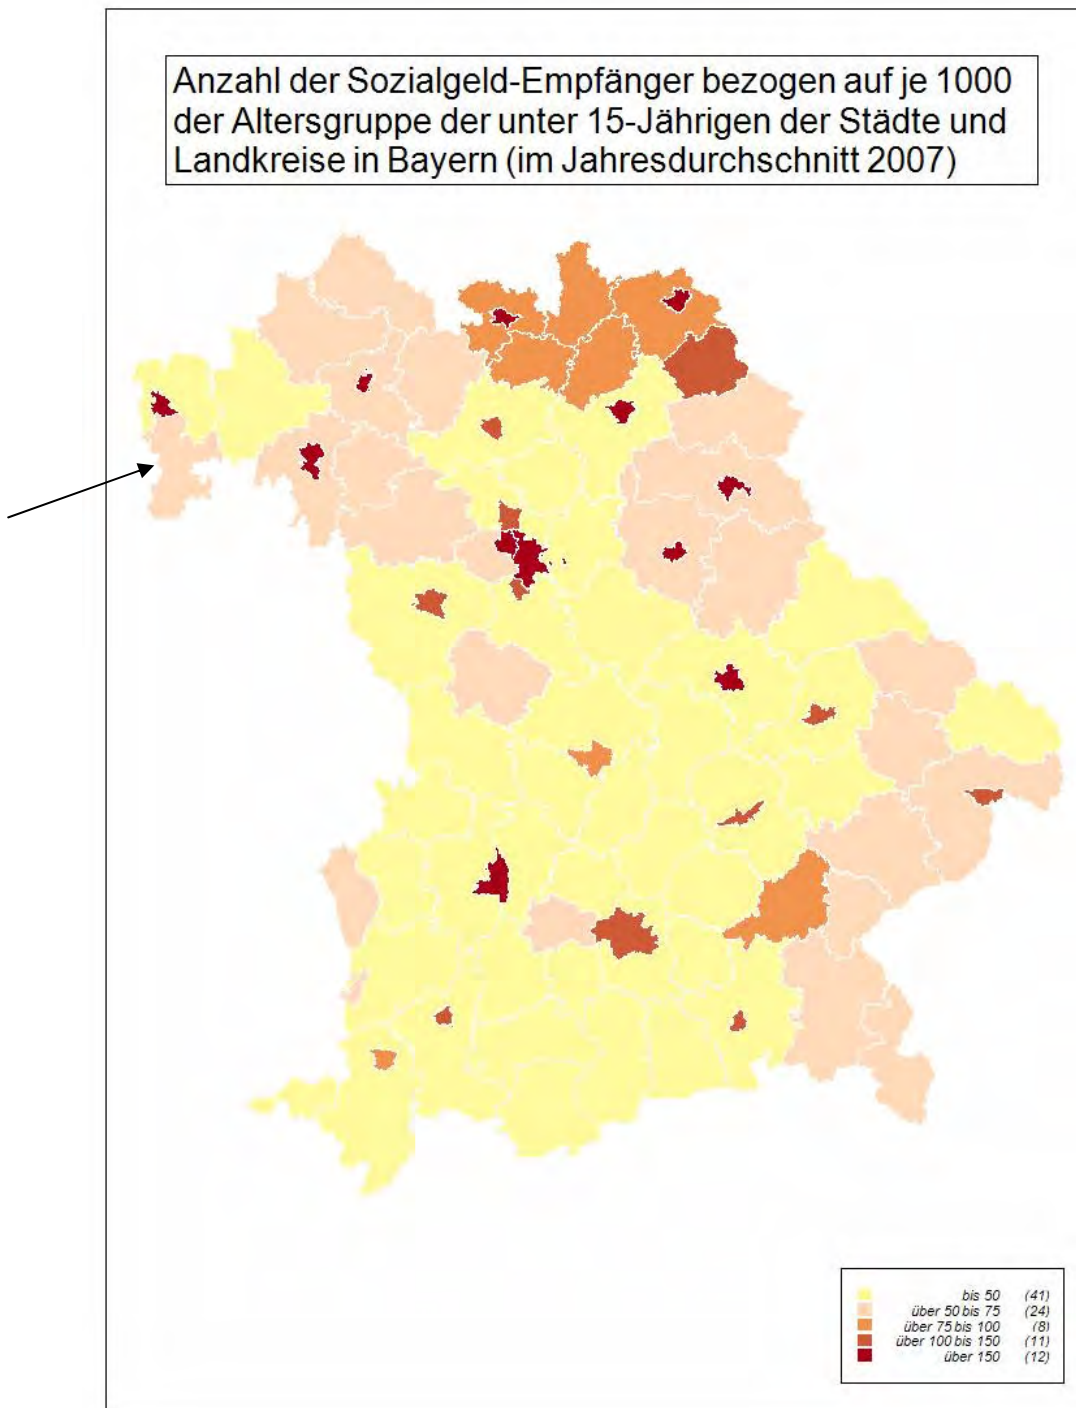 Anzahl der Sozialgeld-Empfänger bezogen auf je 1000
der Altersgruppe der unter 15-Jährigen der Städte und
Landkreise in Bayern (im Jahresdurchschnitt 2007)
bis 50 (41)
über 50 bis 75 (24)
über 75 bis 100 (8)
über 100 bis 150 (11)
über 150 (12)